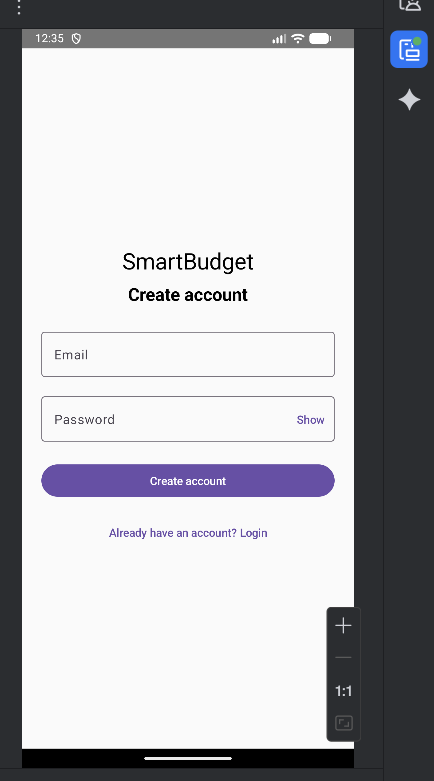 12:35
SmartBudget
Create account
Email
Password
Show
Create account
Already have an account? Login
1:1